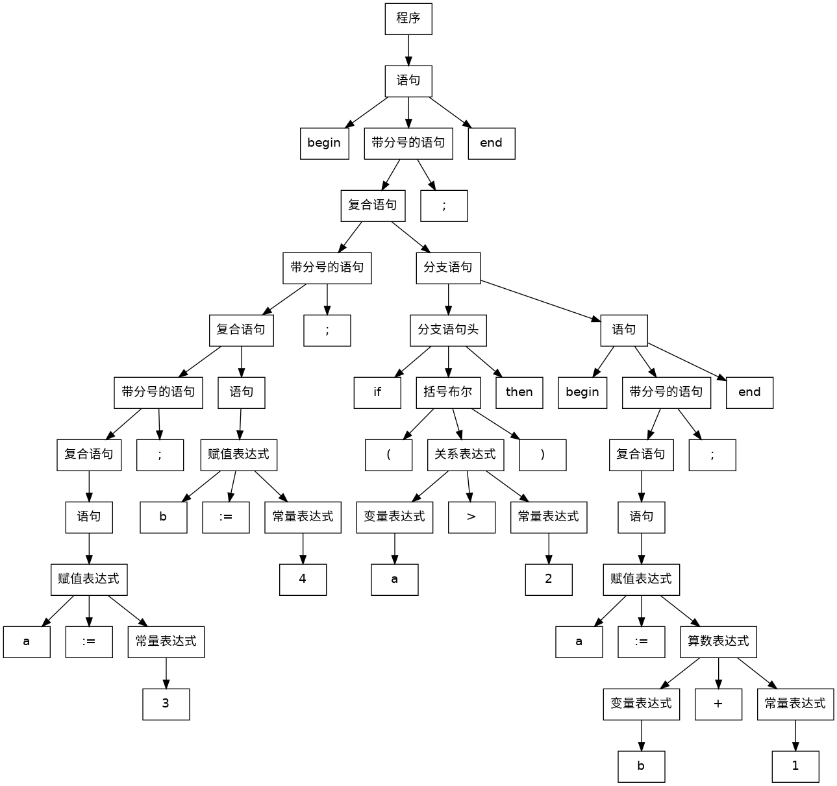 程序
语句
begin
带分号的语句
end
复合语句
;
带分号的语句
分支语句
复合语句
;
分支语句头
语句
带分号的语句
语句
if
括号布尔
then
begin
带分号的语句
end
复合语句
;
赋值表达式
(
关系表达式
)
复合语句
;
语句
b
:=
常量表达式
变量表达式
>
常量表达式
语句
赋值表达式
4
a
2
赋值表达式
a
:=
常量表达式
a
:=
算数表达式
3
变量表达式
+
常量表达式
b
1